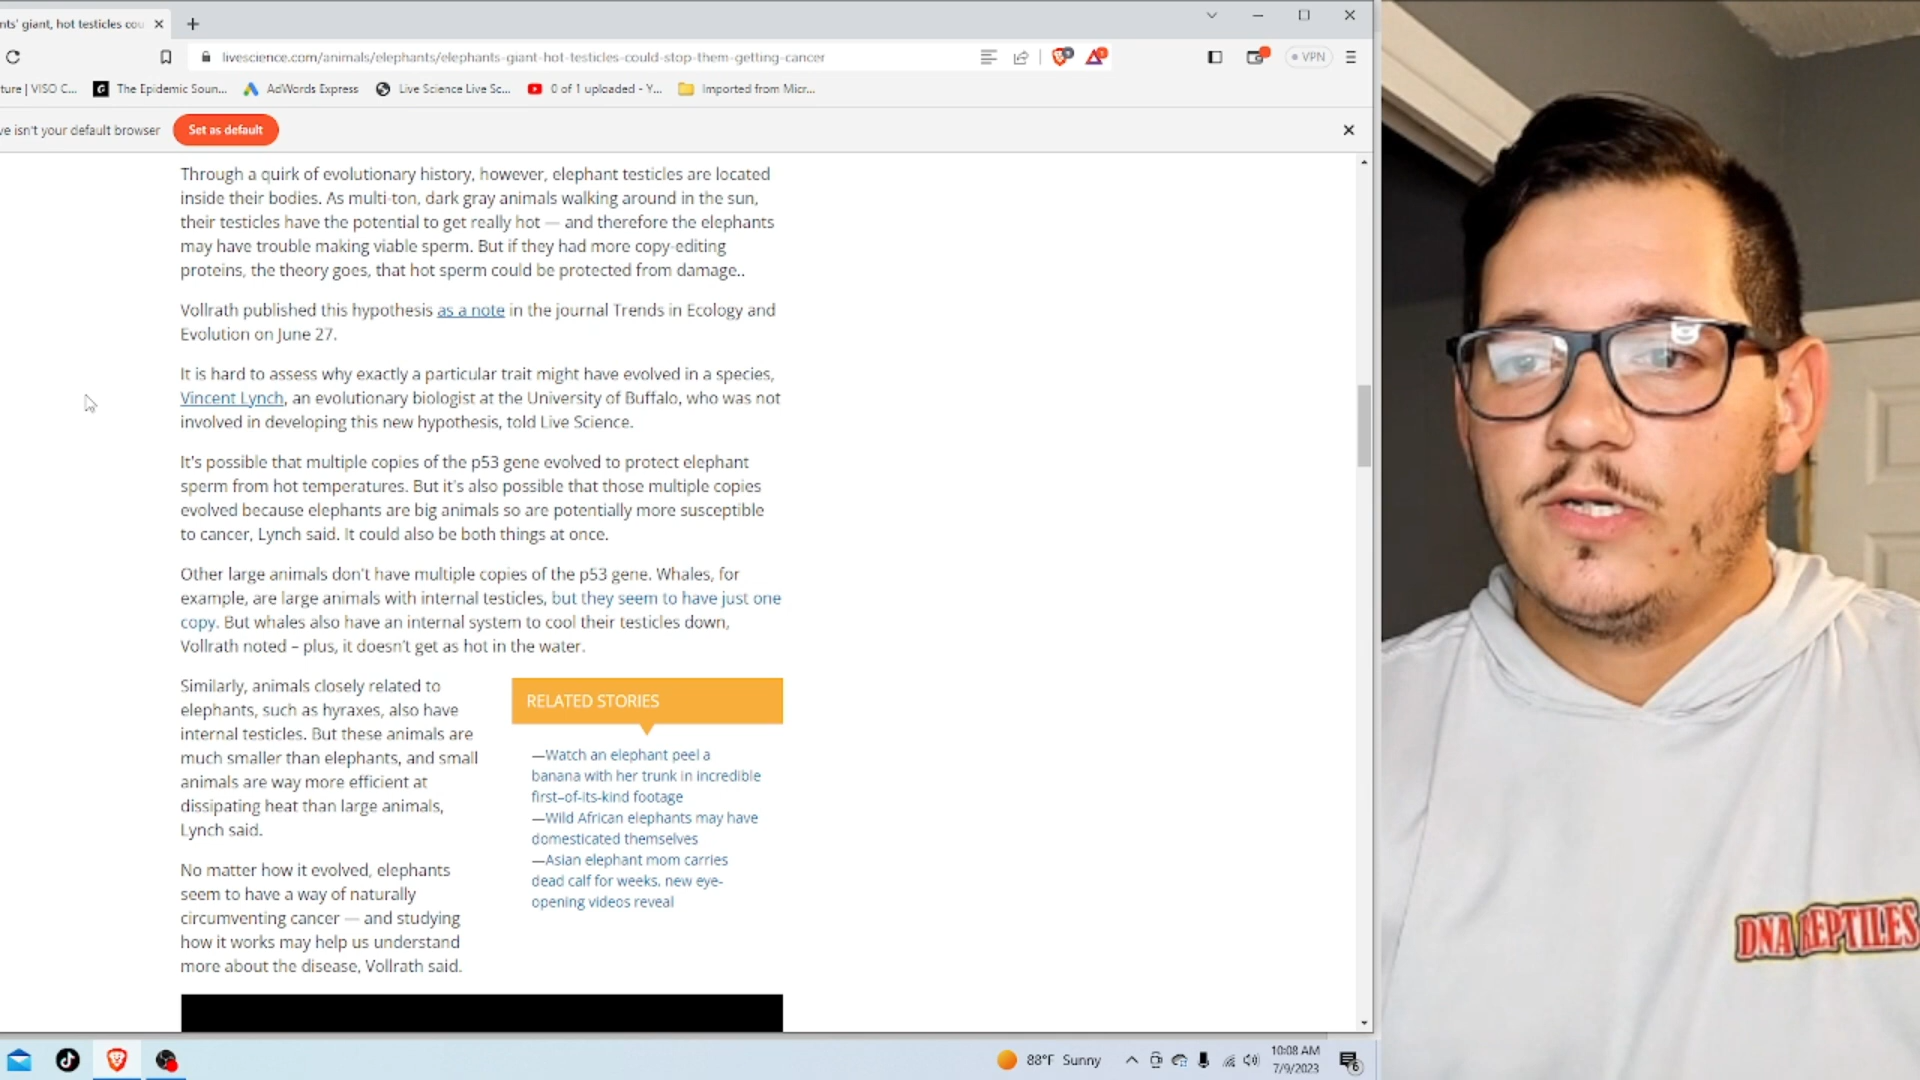 nts' giant, hot testicles cou
livescience.com/animals/elephants/elephants-giant-hot-testicles-could-stop-them-getting-cancer
VPN
ture | VISO C...
The Epidemic Soun...
AdWords Express
Live Science Live Sc...
0 of 1 uploaded - Y...
Imported from Micr...
ve isn't your default browser
Set as default
Through a quirk of evolutionary history, however, elephant testicles are located
inside their bodies. As multi-ton, dark gray animals walking around in the sun,
their testicles have the potential to get really hot — and therefore the elephants
may have trouble making viable sperm. But if they had more copy-editing
proteins, the theory goes, that hot sperm could be protected from damage..
Vollrath published this hypothesis as a note in the journal Trends in Ecology and
Evolution on June 27.
It is hard to assess why exactly a particular trait might have evolved in a species,
Vincent Lynch, an evolutionary biologist at the University of Buffalo, who was not
involved in developing this new hypothesis, told Live Science.
It's possible that multiple copies of the p53 gene evolved to protect elephant
sperm from hot temperatures. But it's also possible that those multiple copies
evolved because elephants are big animals so are potentially more susceptible
to cancer, Lynch said. It could also be both things at once.
Other large animals don't have multiple copies of the p53 gene. Whales, for
example, are large animals with internal testicles, but they seem to have just one
copy. But whales also have an internal system to cool their testicles down,
Vollrath noted – plus, it doesn't get as hot in the water.
Similarly, animals closely related to
elephants, such as hyraxes, also have
internal testicles. But these animals are
much smaller than elephants, and small
animals are way more efficient at
dissipating heat than large animals,
Lynch said.
No matter how it evolved, elephants
seem to have a way of naturally
circumventing cancer — and studying
how it works may help us understand
more about the disease, Vollrath said.
RELATED STORIES
—Watch an elephant peel a
banana with her trunk in incredible
first-of-its-kind footage
—Wild African elephants may have
domesticated themselves
—Asian elephant mom carries
dead calf for weeks, new eye-
opening videos reveal
DNA REPTILES
88°F Sunny
10:08 AM
7/9/2023
6